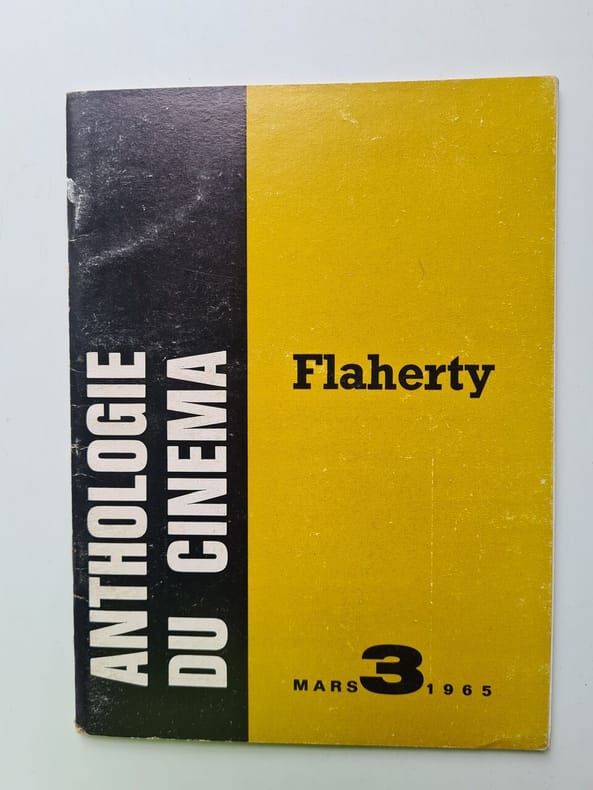 ANTHOLOGIE
DU CINEMA
Flaherty
MARS 3 1965